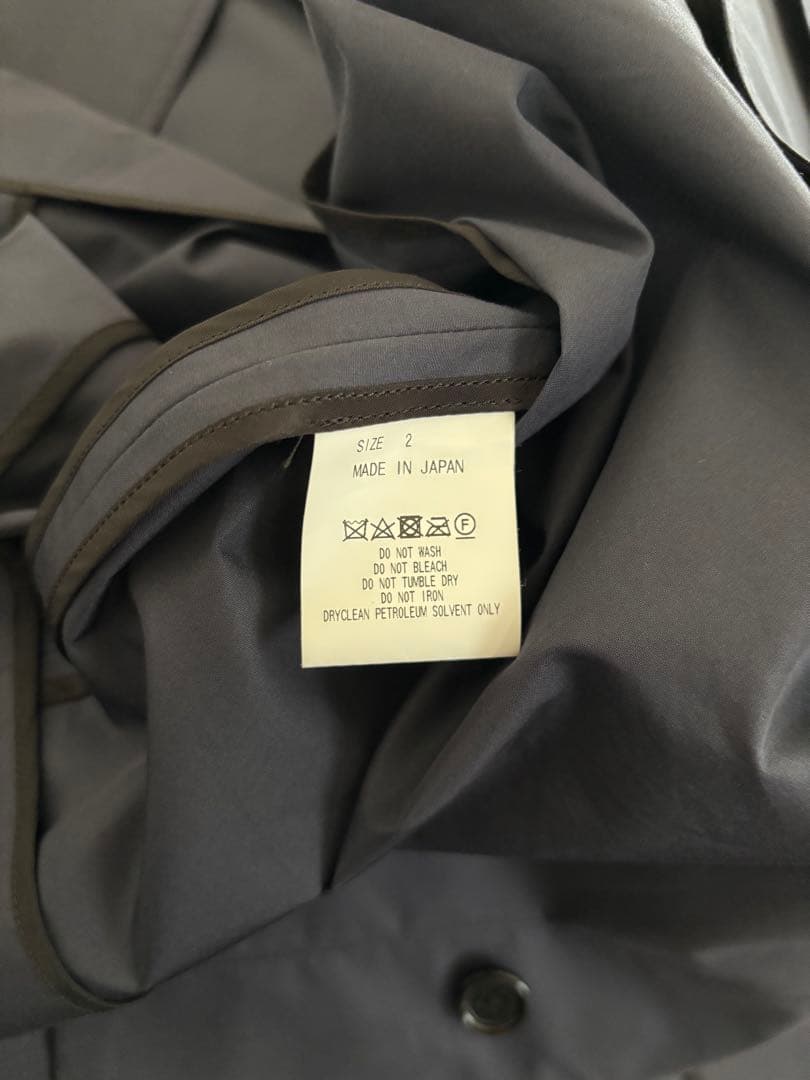 SIZE 2
MADE IN JAPAN
F
DO NOT WASH
DO NOT BLEACH
DO NOT TUMBLE DRY
DO NOT IRON
DRYCLEAN PETROLEUM SOLVENT ONLY